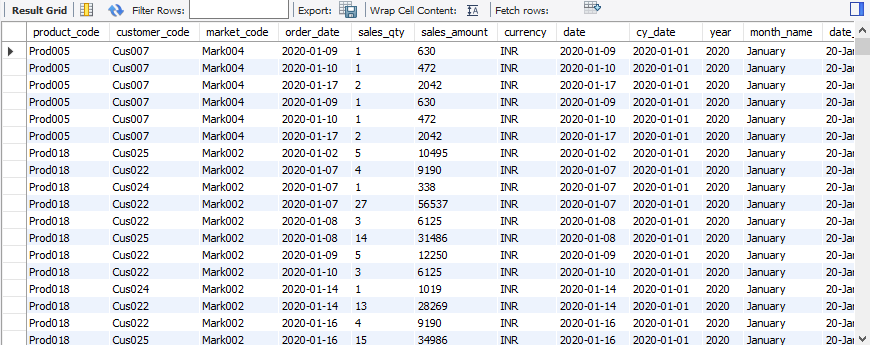 Result Grid Filter Rows: Export: Wrap Cell Content: IA Fetch rows:
product_code customer_code market_code order_date sales_qty sales_amount currency date cy_date year month_name date_
Prod005 Cus007 Mark004 2020-01-09 1 630 INR 2020-01-09 2020-01-01 2020 January 20-Jan
Prod005 Cus007 Mark004 2020-01-10 1 472 INR 2020-01-10 2020-01-01 2020 January 20-Jan
Prod005 Cus007 Mark004 2020-01-17 2 2042 INR 2020-01-17 2020-01-01 2020 January 20-Jan
Prod005 Cus007 Mark004 2020-01-09 1 630 INR 2020-01-09 2020-01-01 2020 January 20-Jan
Prod005 Cus007 Mark004 2020-01-10 1 472 INR 2020-01-10 2020-01-01 2020 January 20-Jan
Prod005 Cus007 Mark004 2020-01-17 2 2042 INR 2020-01-17 2020-01-01 2020 January 20-Jan
Prod018 Cus025 Mark002 2020-01-02 5 10495 INR 2020-01-02 2020-01-01 2020 January 20-Jan
Prod018 Cus022 Mark002 2020-01-07 4 9190 INR 2020-01-07 2020-01-01 2020 January 20-Jan
Prod018 Cus024 Mark002 2020-01-07 1 338 INR 2020-01-07 2020-01-01 2020 January 20-Jan
Prod018 Cus022 Mark002 2020-01-07 27 56537 INR 2020-01-07 2020-01-01 2020 January 20-Jan
Prod018 Cus022 Mark002 2020-01-08 3 6125 INR 2020-01-08 2020-01-01 2020 January 20-Jan
Prod018 Cus025 Mark002 2020-01-08 14 31486 INR 2020-01-08 2020-01-01 2020 January 20-Jan
Prod018 Cus022 Mark002 2020-01-09 5 12250 INR 2020-01-09 2020-01-01 2020 January 20-Jan
Prod018 Cus022 Mark002 2020-01-10 3 6125 INR 2020-01-10 2020-01-01 2020 January 20-Jan
Prod018 Cus024 Mark002 2020-01-14 1 1019 INR 2020-01-14 2020-01-01 2020 January 20-Jan
Prod018 Cus022 Mark002 2020-01-14 13 28269 INR 2020-01-14 2020-01-01 2020 January 20-Jan
Prod018 Cus022 Mark002 2020-01-16 4 9190 INR 2020-01-16 2020-01-01 2020 January 20-Jan
Prod018 Cus025 Mark002 2020-01-16 15 34986 INR 2020-01-16 2020-01-01 2020 January 20-Jan